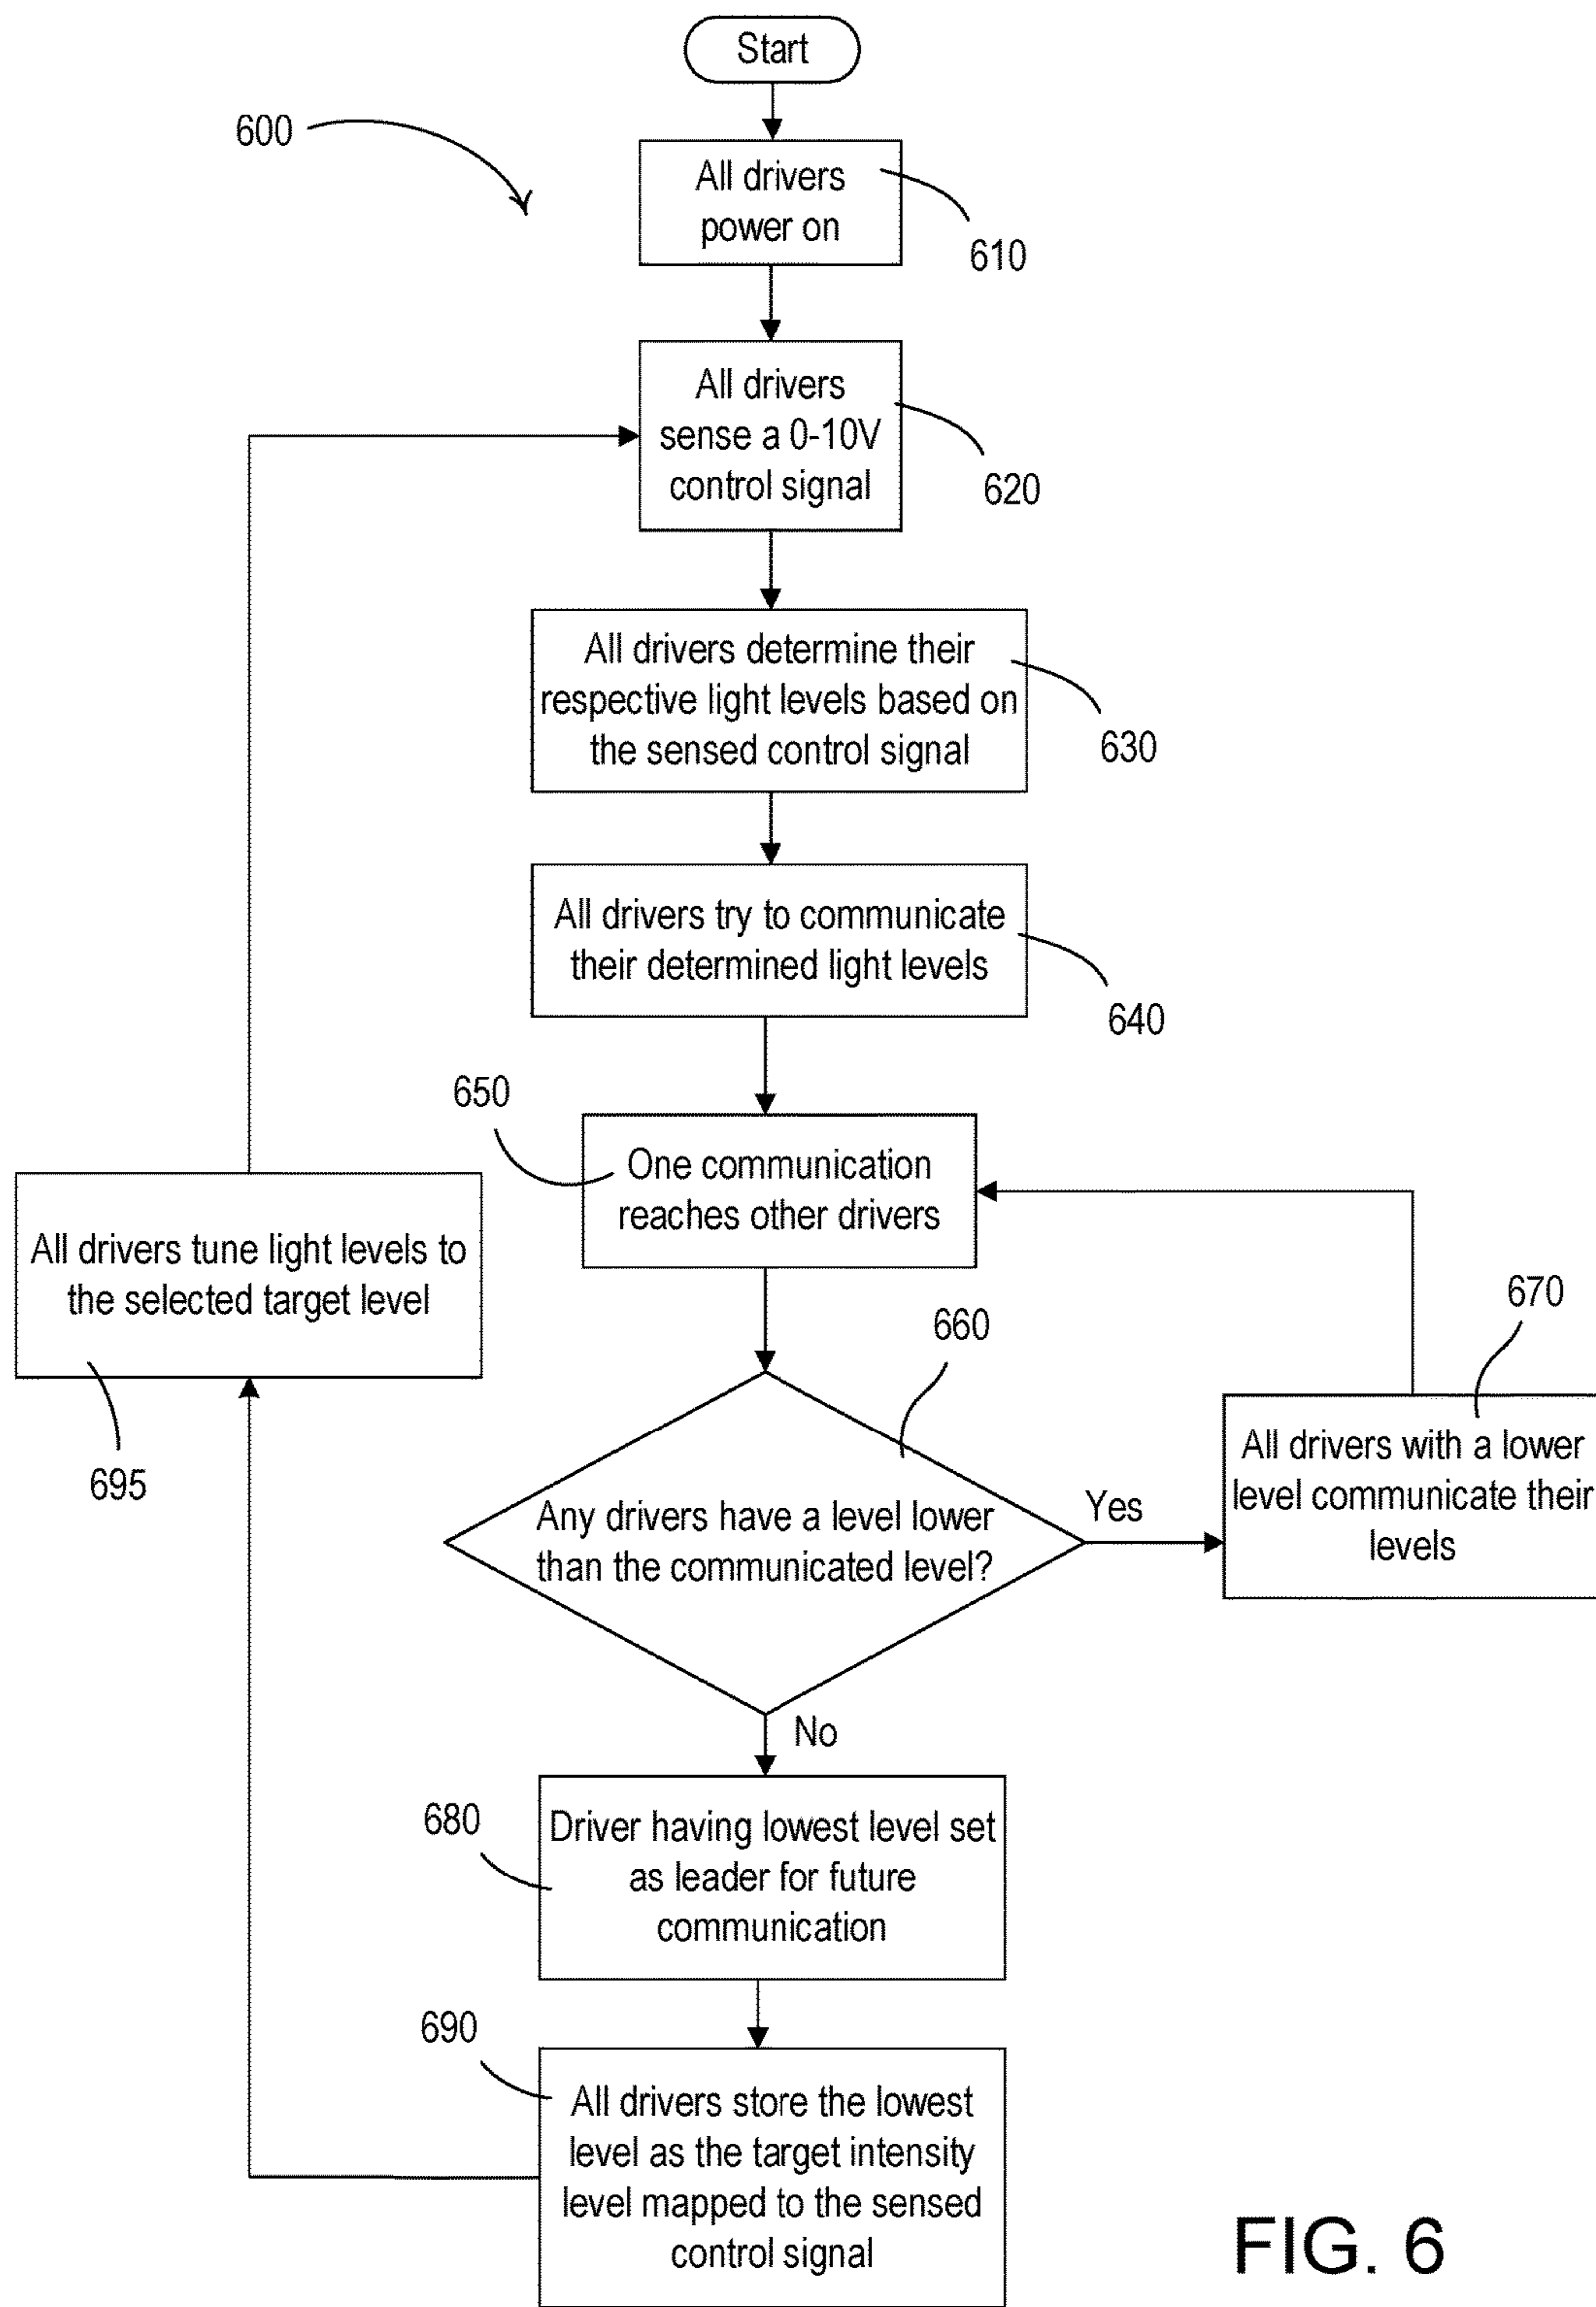 Start
600
All drivers
power on
610
All drivers
sense a 0-10V
control signal
620
All drivers determine their
respective light levels based on
the sensed control signal
630
All drivers try to communicate
their determined light levels
640
650
One communication
reaches other drivers
All drivers tune light levels to
the selected target level
695
660
Any drivers have a level lower
than the communicated level?
Yes
670
All drivers with a lower
level communicate their
levels
No
680
Driver having lowest level set
as leader for future
communication
690
All drivers store the lowest
level as the target intensity
level mapped to the sensed
control signal
FIG. 6